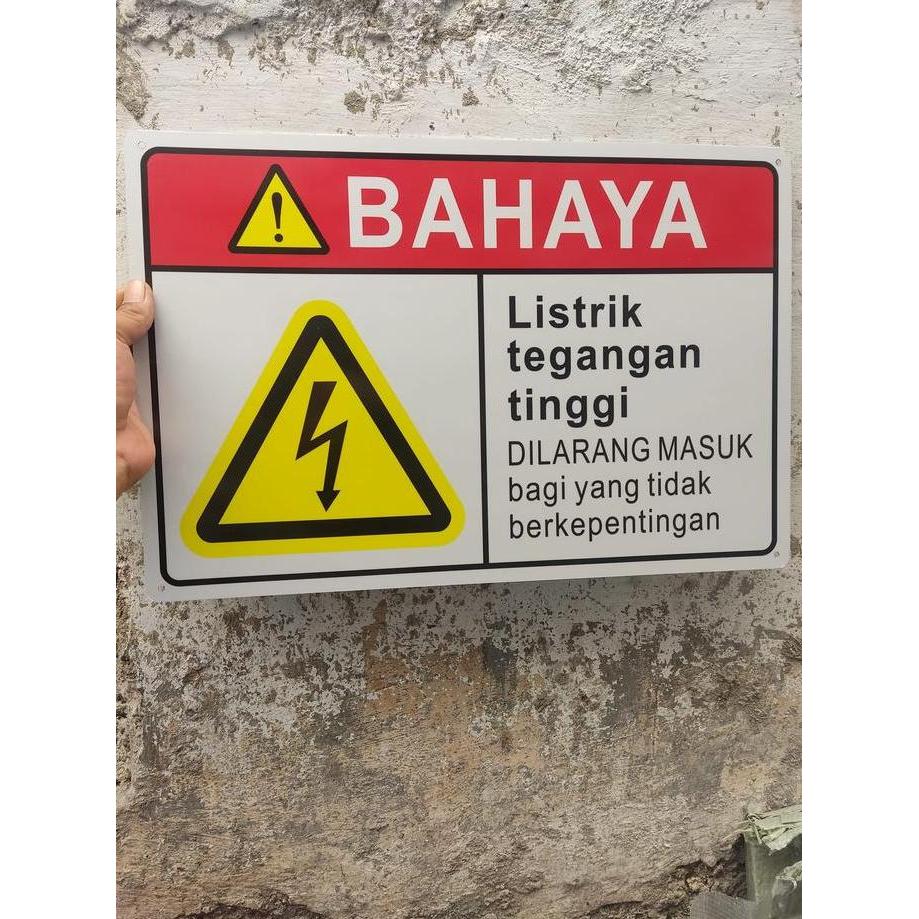 BAHAYA
Listrik
tegangan
tinggi
DILARANG MASUK
bagi yang tidak
berkepentingan